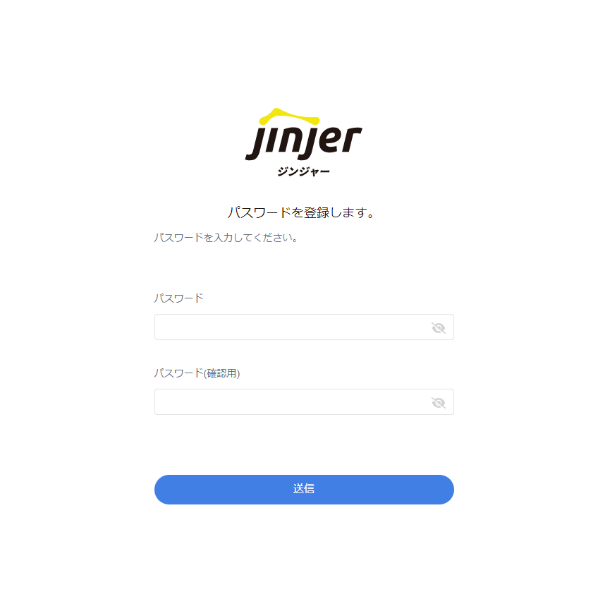 jinjer
ジンジャー
パスワードを登録します。
パスワードを入力してください。
パスワード
パスワード(確認用)
送信